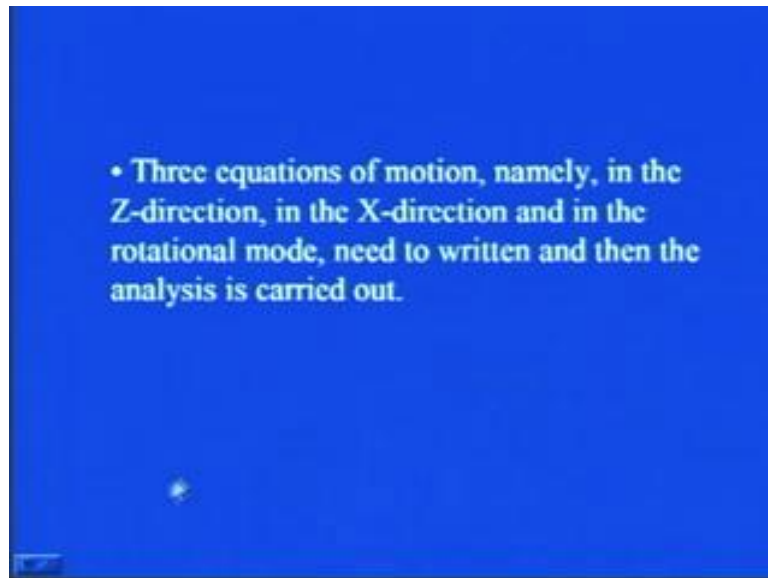 • Three equations of motion, namely, in the
Z-direction, in the X-direction and in the
rotational mode, need to written and then the
analysis is carried out.